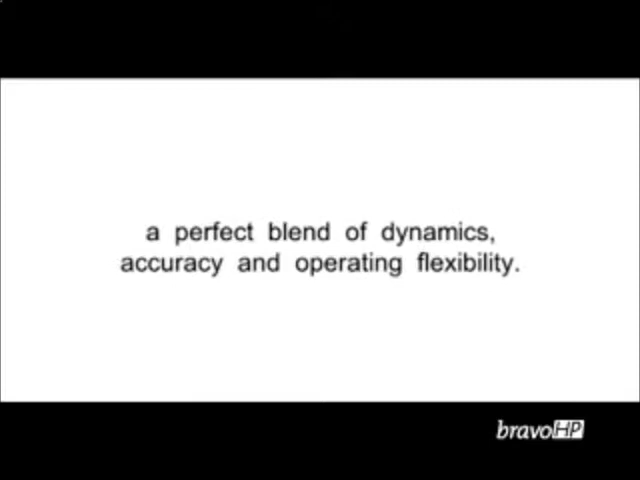 a perfect blend of dynamics,
accuracy and operating flexibility.
bravoHP